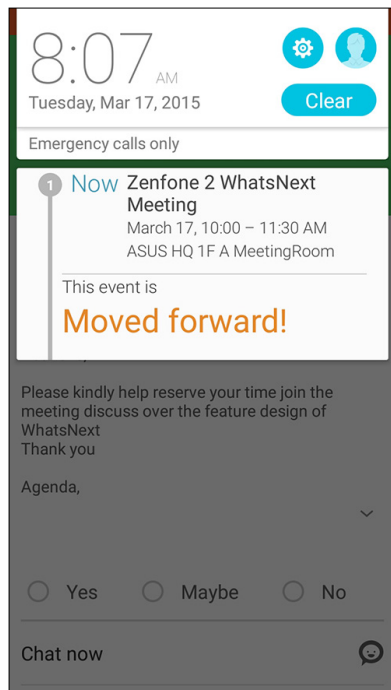 8:07 AM
Tuesday, Mar 17, 2015
Clear
Emergency calls only
1 Now Zenfone 2 WhatsNext
Meeting
March 17, 10:00 – 11:30 AM
ASUS HQ 1F A MeetingRoom
This event is
Moved forward!
Please kindly help reserve your time join the
meeting discuss over the feature design of
WhatsNext
Thank you
Agenda,
Yes Maybe No
Chat now